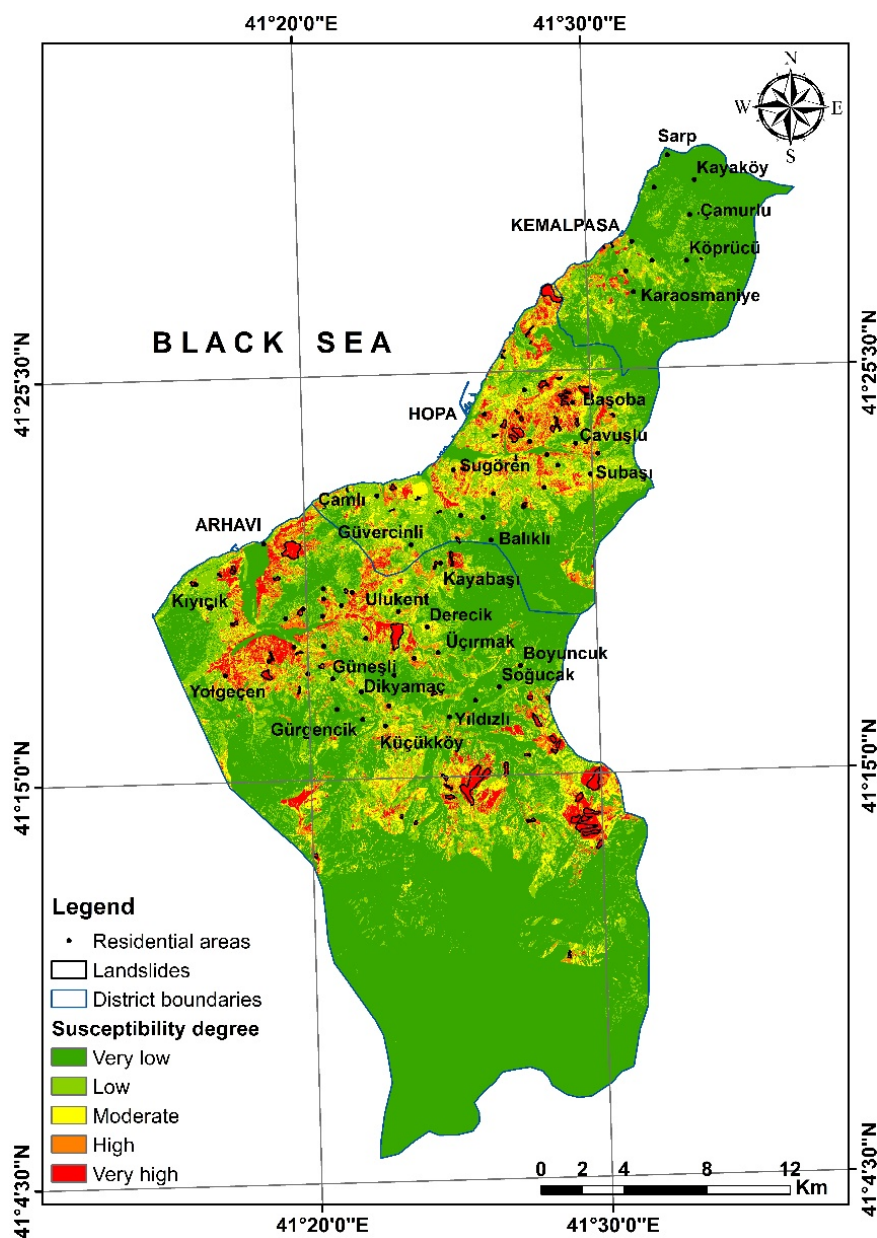 41°20'0"E
41°30'0"E
N
W
E
S
Sarp
Kayaköy
Çamurlu
KEMALPASA
Köprücü
Karaosmaniye
BLACK SEA
41°25'30"N
41°25'30"N
HOPA
Başoba
Çavuşlu
Sugören
Subaşı
Çamlı
ARHAVI
Güvercinli
Balıklı
Kayabaşı
Kıyıçık
Ulukent
Derecik
Üçırmak
Boyuncuk
Güneşli
Soğucak
Yolgeçen
Dikyamaç
Yıldızlı
Gürgencik
Küçükköy
41°15'0"N
41°15'0"N
Legend
Residential areas
Landslides
District boundaries
Susceptibility degree
Very low
Low
Moderate
High
Very high
0 2 4 8 12
Km
41°4'30"N
41°4'30"N
41°20'0"E
41°30'0"E